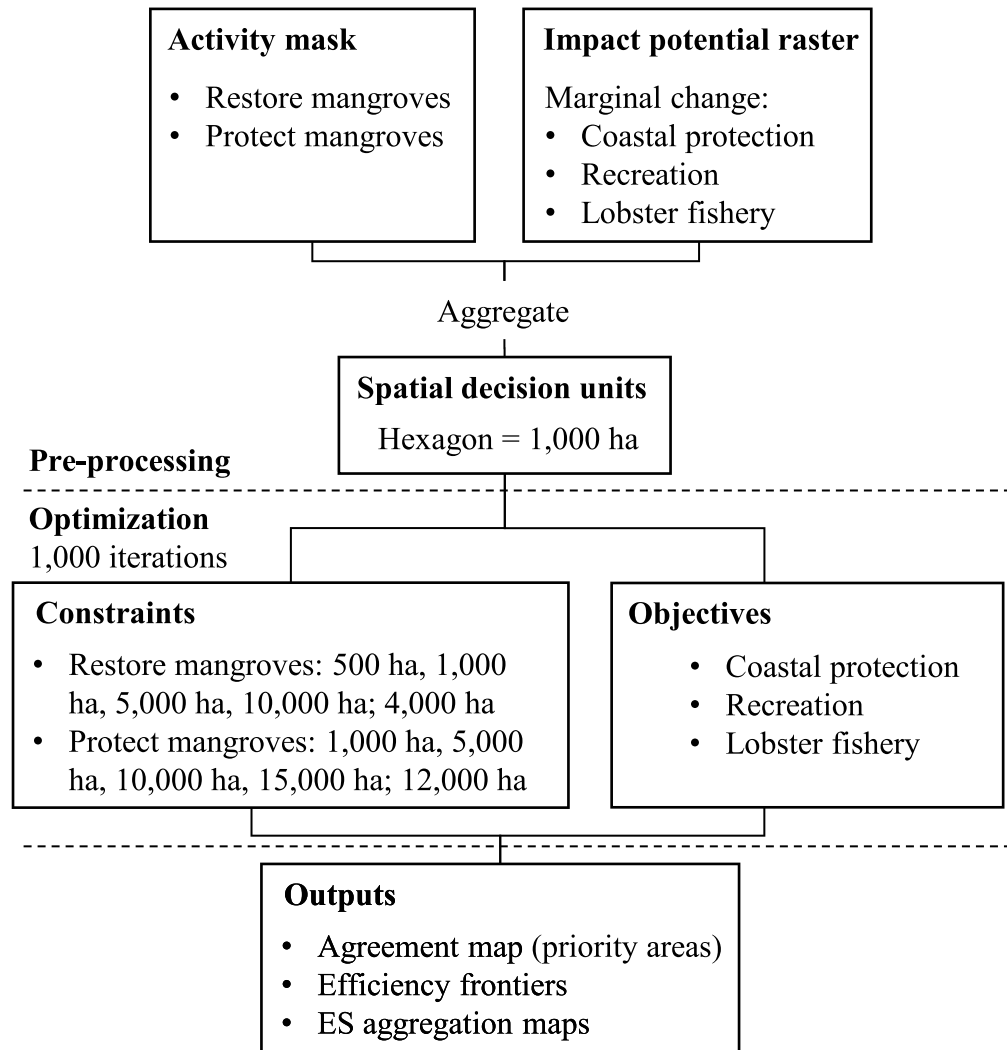 Activity mask
• Restore mangroves
• Protect mangroves
Impact potential raster
Marginal change:
• Coastal protection
• Recreation
• Lobster fishery
Aggregate
Spatial decision units
Hexagon = 1,000 ha
Pre-processing
Optimization
1,000 iterations
Constraints
• Restore mangroves: 500 ha, 1,000
ha, 5,000 ha, 10,000 ha; 4,000 ha
• Protect mangroves: 1,000 ha, 5,000
ha, 10,000 ha, 15,000 ha; 12,000 ha
Objectives
• Coastal protection
• Recreation
• Lobster fishery
Outputs
• Agreement map (priority areas)
• Efficiency frontiers
• ES aggregation maps